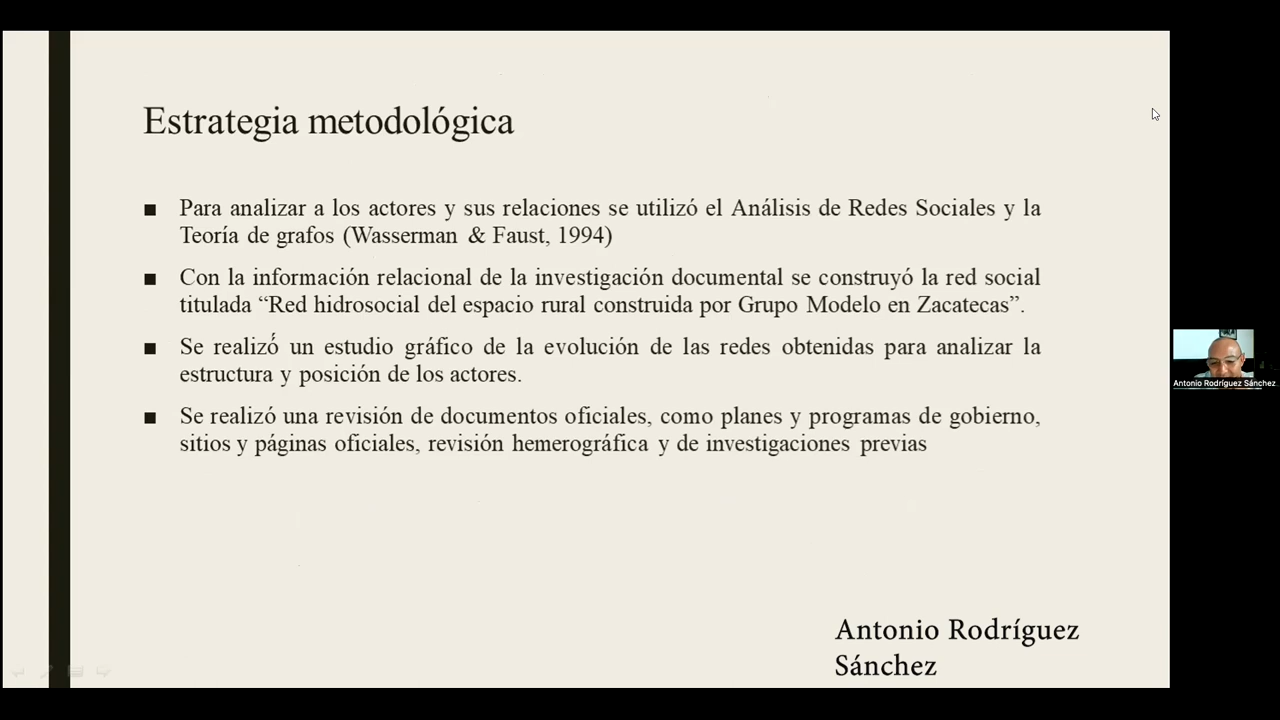 Estrategia metodológica
■ Para analizar a los actores y sus relaciones se utilizó el Análisis de Redes Sociales y la
Teoría de grafos (Wasserman & Faust, 1994)
■ Con la información relacional de la investigación documental se construyó la red social
titulada “Red hidrosocial del espacio rural construida por Grupo Modelo en Zacatecas”.
■ Se realizó́ un estudio gráfico de la evolución de las redes obtenidas para analizar la
estructura y posición de los actores.
■ Se realizó una revisión de documentos oficiales, como planes y programas de gobierno,
sitios y páginas oficiales, revisión hemerográfica y de investigaciones previas
Antonio Rodríguez Sánchez
Antonio Rodríguez
Sánchez